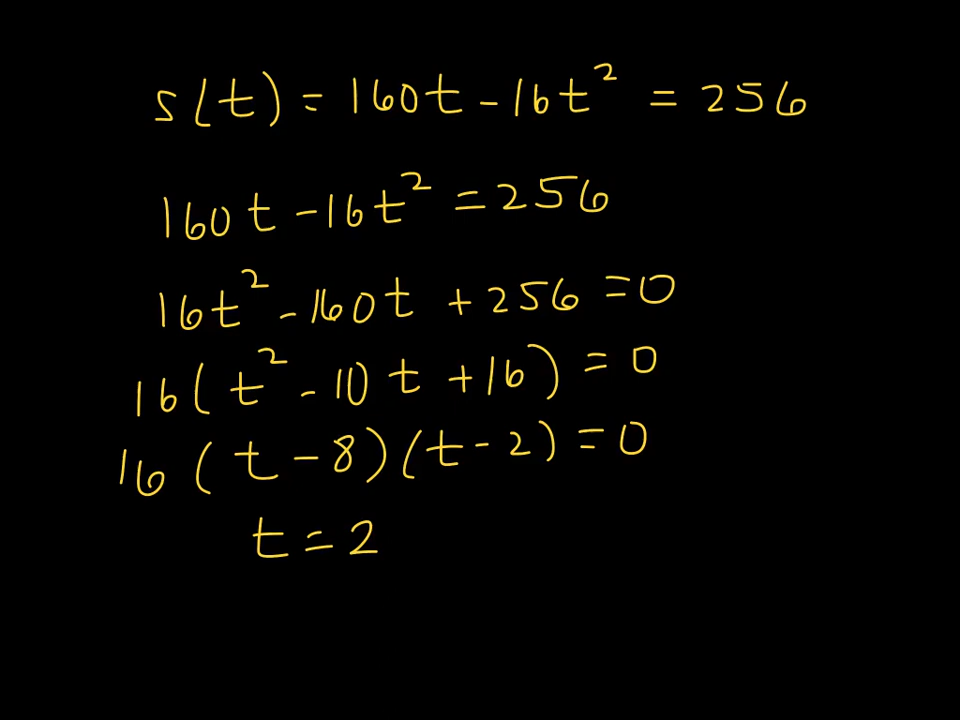 s(t) = 160t - 16t² = 256
160t - 16t² = 256
16t² - 160t + 256 = 0
16(t² - 10t + 16) = 0
16(t - 8)(t - 2) = 0
t = 2